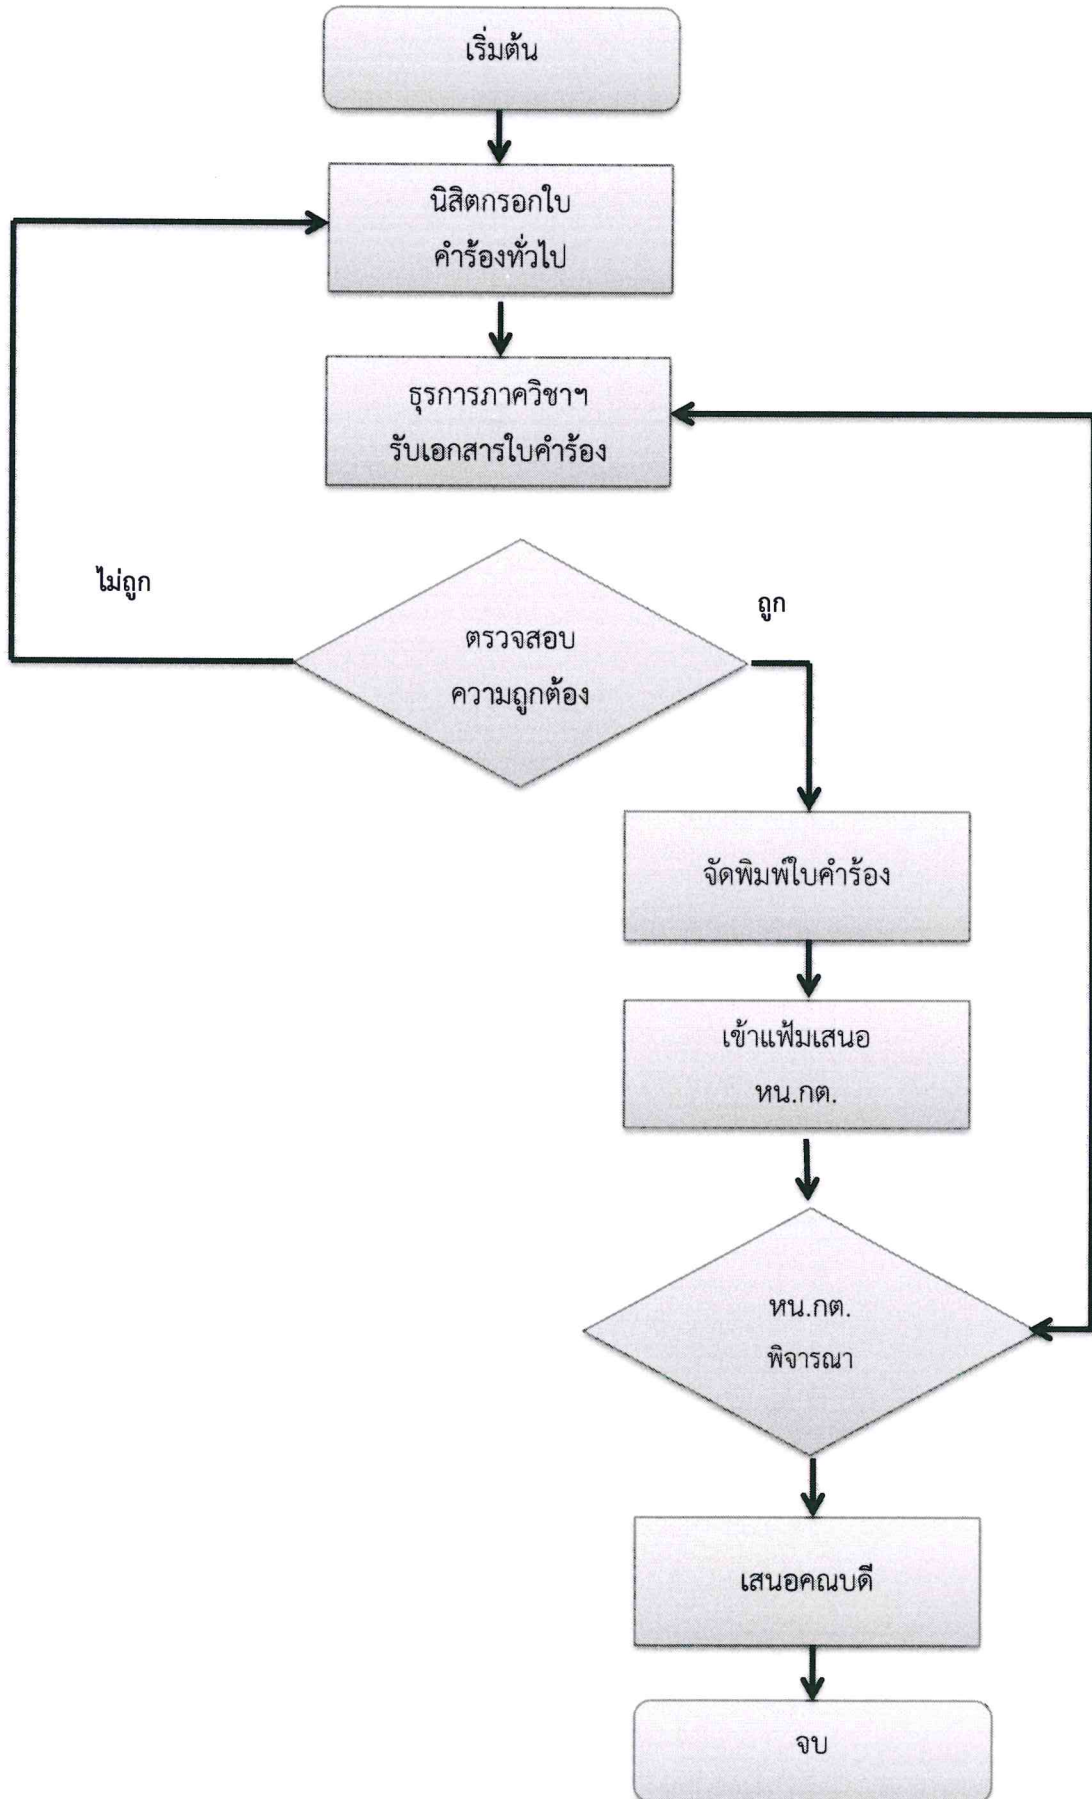 เริ่มต้น
นิสิตกรอกใบ
คำร้องทั่วไป
ธุรการภาควิชาฯ
รับเอกสารใบคำร้อง
ไม่ถูก
ถูก
ตรวจสอบ
ความถูกต้อง
จัดพิมพ์ใบคำร้อง
เข้าแฟ้มเสนอ
หน.กต.
หน.กต.
พิจารณา
เสนอคณบดี
จบ